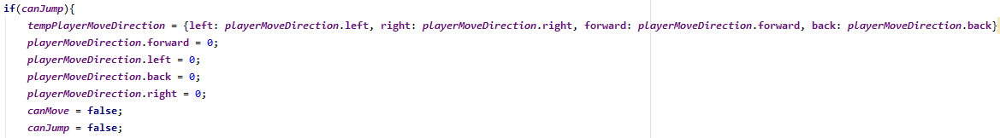 if(canJump){
tempPlayerMoveDirection = {left: playerMoveDirection.left, right: playerMoveDirection.right, forward: playerMoveDirection.forward, back: playerMoveDirection.back}
playerMoveDirection.forward = 0;
playerMoveDirection.left = 0;
playerMoveDirection.back = 0;
playerMoveDirection.right = 0;
canMove = false;
canJump = false;